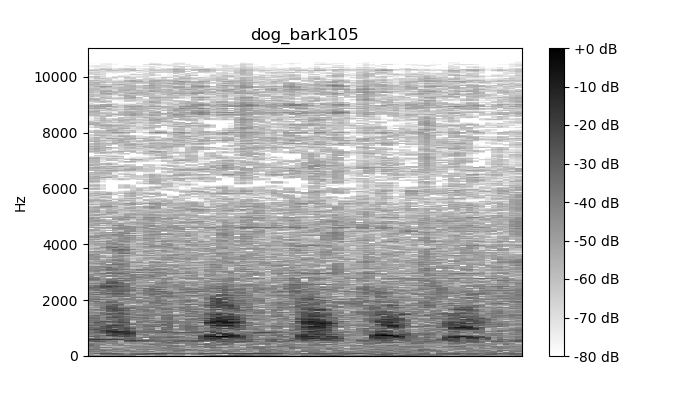 dog_bark105
Hz
10000
8000
6000
4000
2000
0
+0 dB
-10 dB
-20 dB
-30 dB
-40 dB
-50 dB
-60 dB
-70 dB
-80 dB